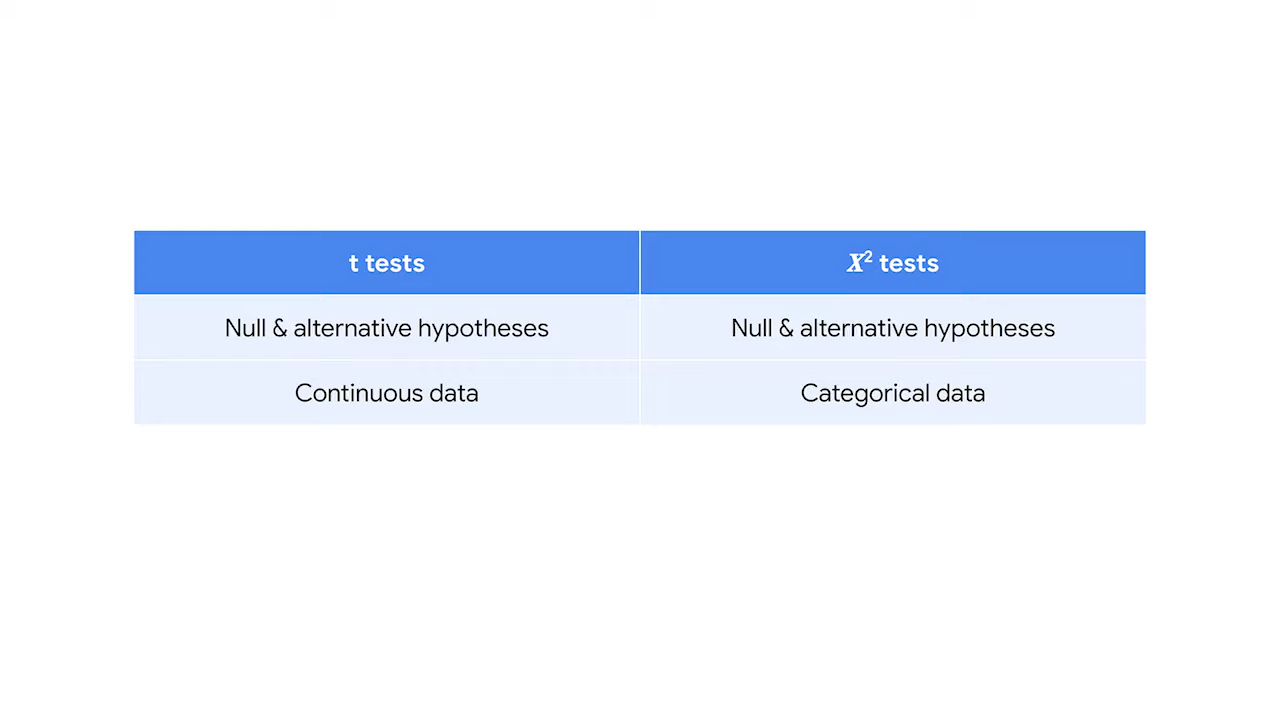 t tests
X² tests
Null & alternative hypotheses
Null & alternative hypotheses
Continuous data
Categorical data